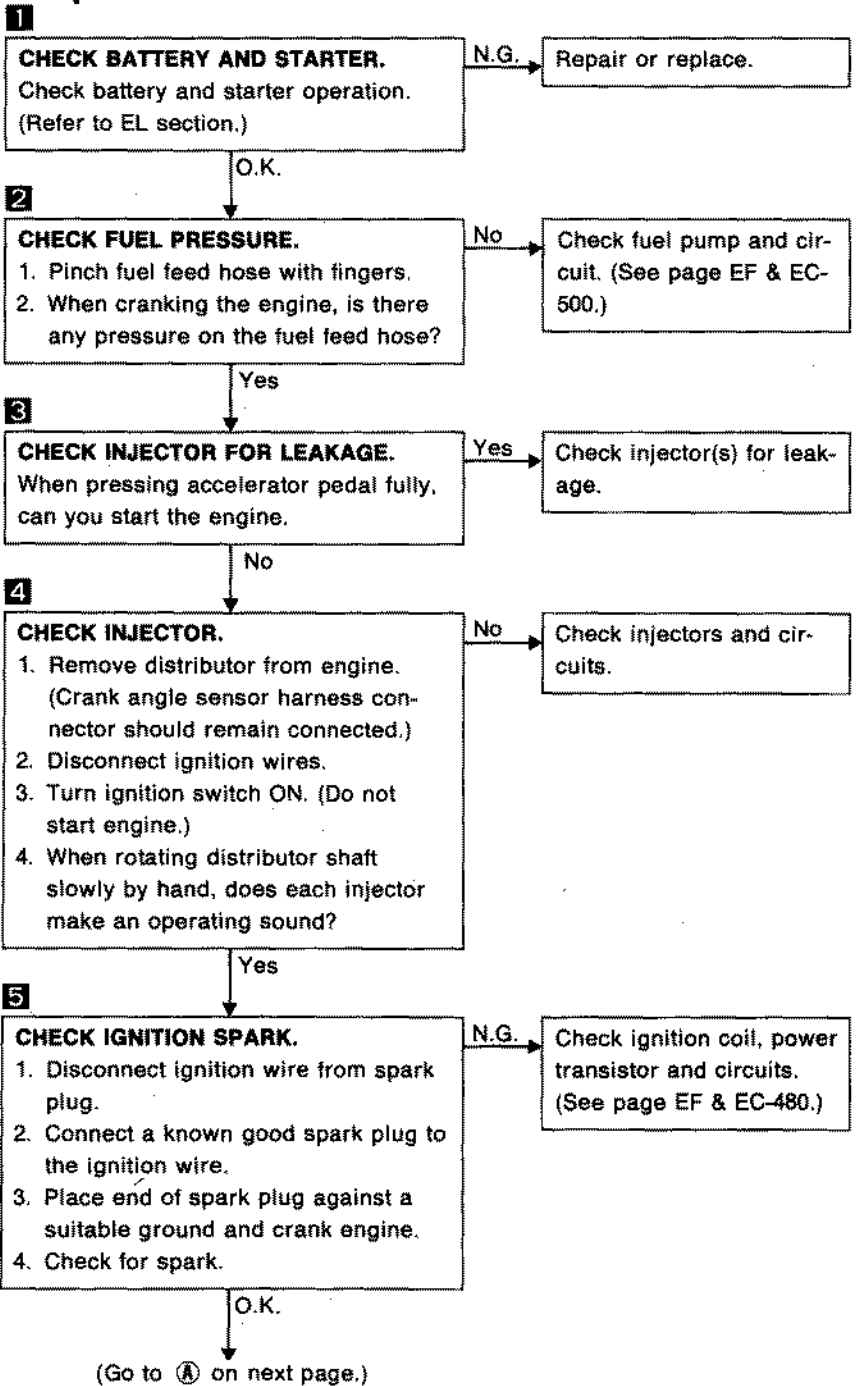 1
CHECK BATTERY AND STARTER.
Check battery and starter operation.
(Refer to EL section.)
N.G.
Repair or replace.
O.K.
2
CHECK FUEL PRESSURE.
1. Pinch fuel feed hose with fingers.
2. When cranking the engine, is there
any pressure on the fuel feed hose?
No
Check fuel pump and cir-
cuit. (See page EF & EC-
500.)
Yes
3
CHECK INJECTOR FOR LEAKAGE.
When pressing accelerator pedal fully,
can you start the engine.
Yes
Check injector(s) for leak-
age.
No
4
CHECK INJECTOR.
1. Remove distributor from engine.
(Crank angle sensor harness con-
nector should remain connected.)
2. Disconnect ignition wires.
3. Turn ignition switch ON. (Do not
start engine.)
4. When rotating distributor shaft
slowly by hand, does each injector
make an operating sound?
No
Check injectors and cir-
cuits.
Yes
5
CHECK IGNITION SPARK.
1. Disconnect ignition wire from spark
plug.
2. Connect a known good spark plug to
the ignition wire.
3. Place end of spark plug against a
suitable ground and crank engine.
4. Check for spark.
N.G.
Check ignition coil, power
transistor and circuits.
(See page EF & EC-480.)
O.K.
(Go to Ⓐ on next page.)